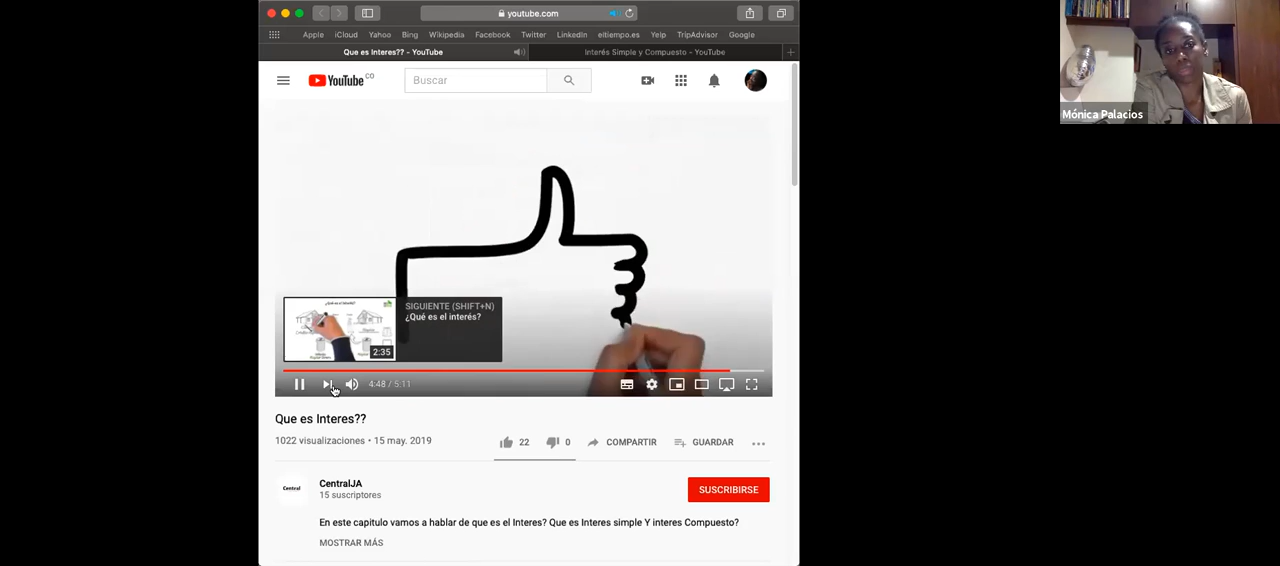 youtube.com
Apple iCloud Yahoo Bing Wikipedia Facebook Twitter LinkedIn eltiempo.es Yelp TripAdvisor Google
Que es Interes?? - YouTube
Interés Simple y Compuesto - YouTube
YouTube CO
Buscar
Mónica Palacios
SIGUIENTE (SHIFT+N)
¿Qué es el interés?
2:35
4:48 / 5:11
Que es Interes??
1022 visualizaciones • 15 may. 2019
22 0 COMPARTIR GUARDAR
Central
CentralJA
15 suscriptores
SUSCRIBIRSE
En este capitulo vamos a hablar de que es el Interes? Que es Interes simple Y interes Compuesto?
MOSTRAR MÁS